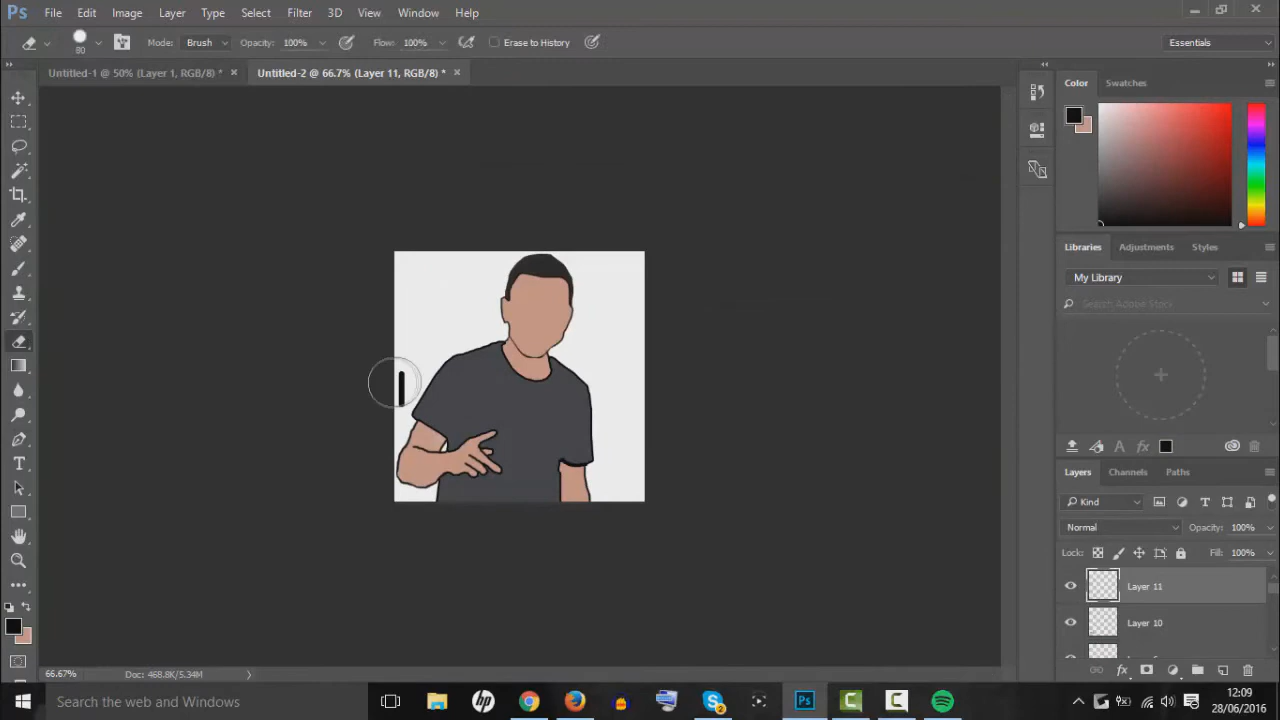 Ps File Edit Image Layer Type Select Filter 3D View Window Help
80 Mode: Brush Opacity: 100% Flow: 100% Erase to History Essentials
Untitled-1 @ 50% (Layer 1, RGB/8) * Untitled-2 @ 66.7% (Layer 11, RGB/8) *
Color Swatches
Libraries Adjustments Styles
My Library
Search Adobe Stock
Layers Channels Paths
Kind
Normal Opacity: 100%
Lock: Fill: 100%
Layer 11
Layer 10
66.67% Doc: 468.8K/5.34M
Search the web and Windows
12:09
28/06/2016